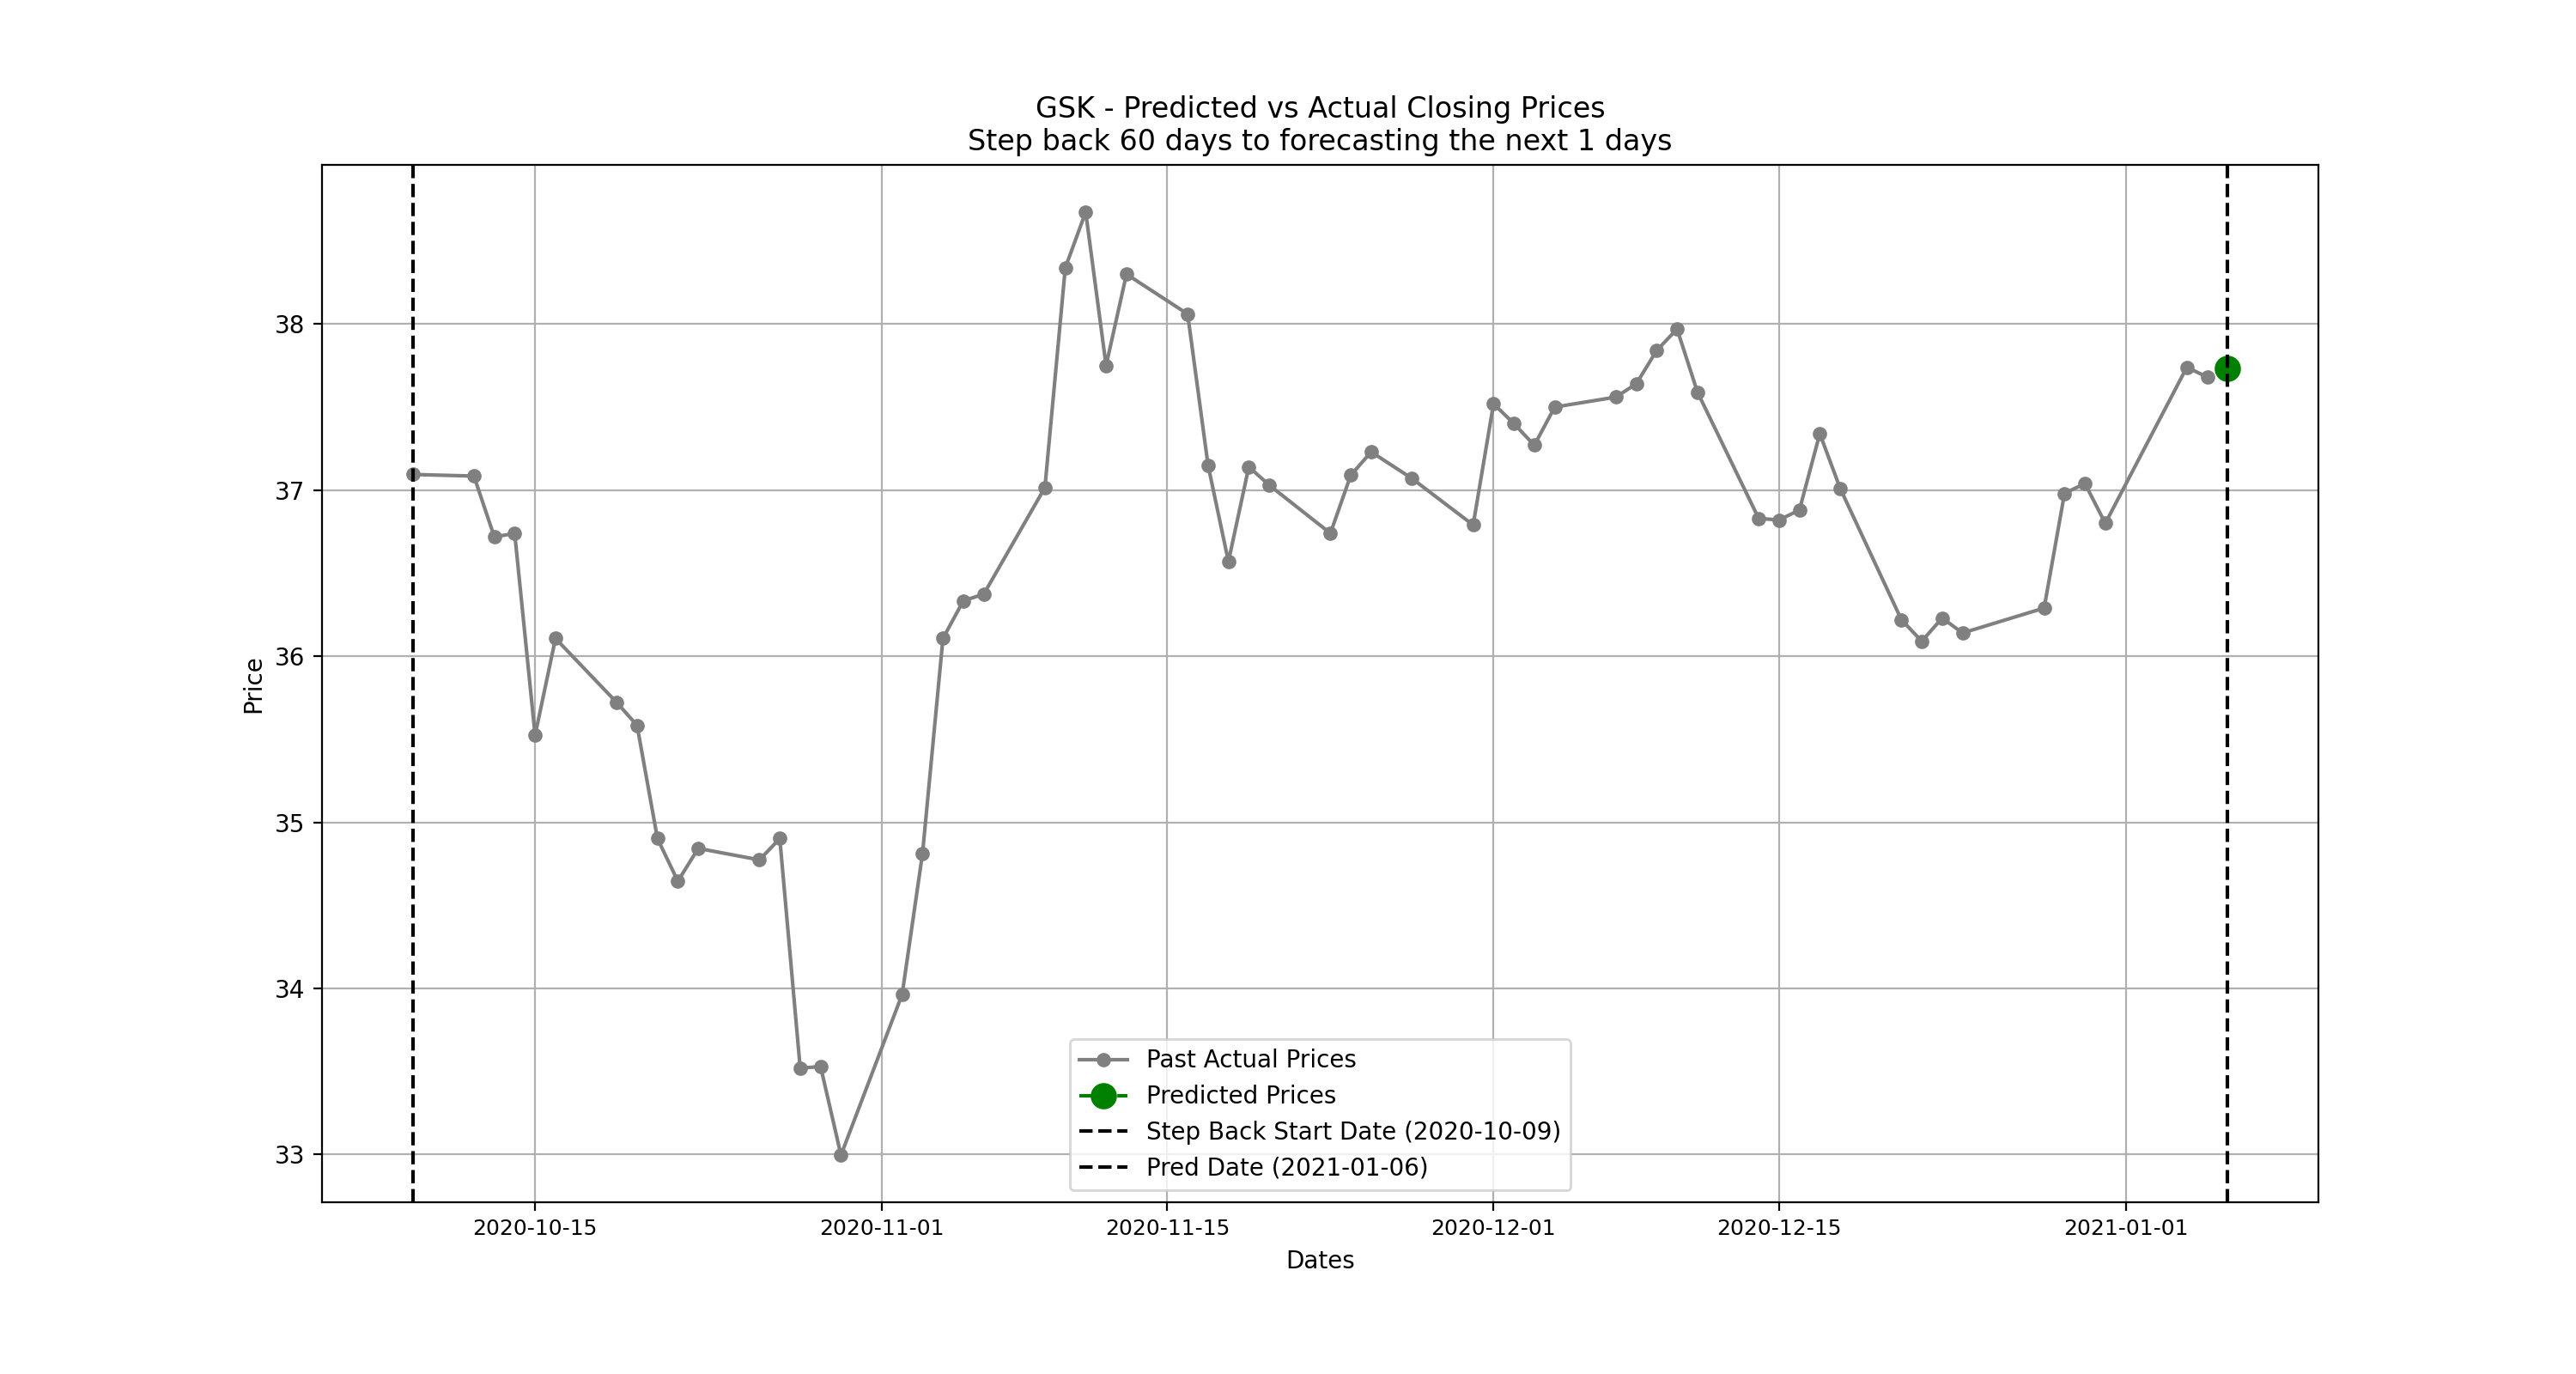 GSK - Predicted vs Actual Closing Prices
Step back 60 days to forecasting the next 1 days
38
37
36
35
34
33
Price
Past Actual Prices
Predicted Prices
Step Back Start Date (2020-10-09)
Pred Date (2021-01-06)
2020-10-15 2020-11-01 2020-11-15 2020-12-01 2020-12-15 2021-01-01
Dates